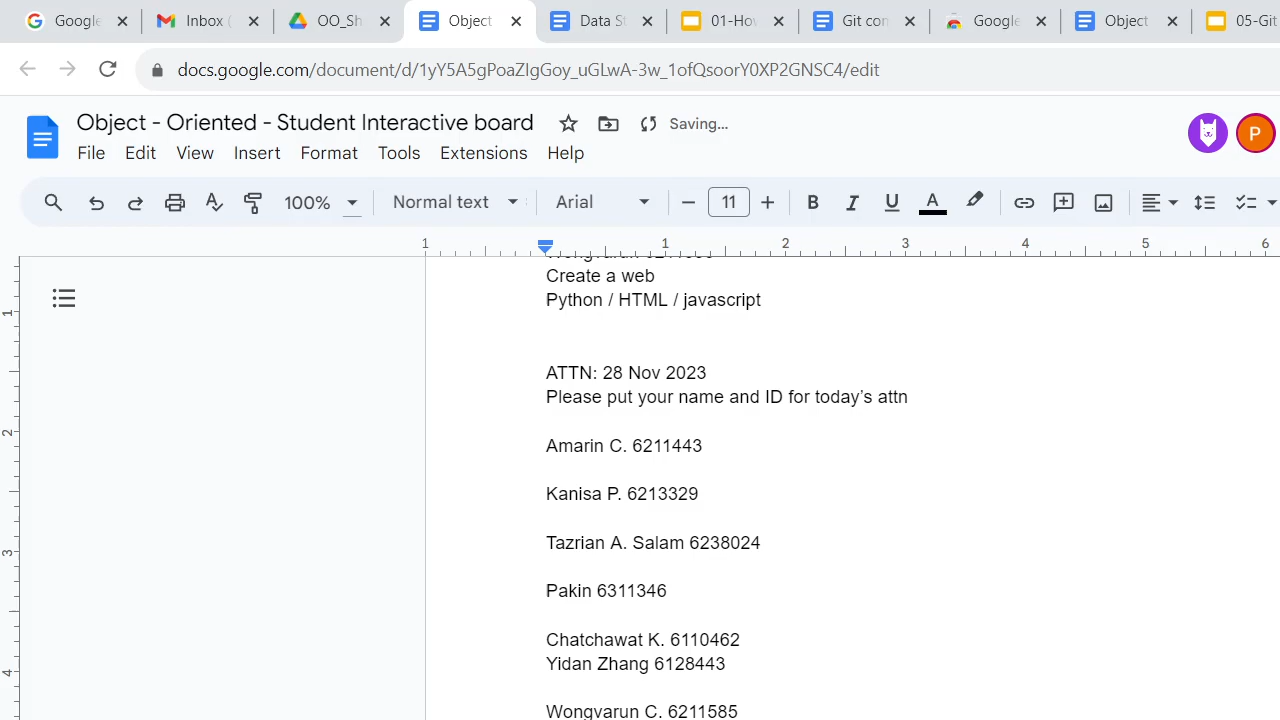 Google
Inbox (
OO_Sh
Object
Data St
01-How
Git con
Google
Object
05-Git
docs.google.com/document/d/1yY5A5gPoaZIgGoy_uGLwA-3w_1ofQsoorY0XP2GNSC4/edit
Object - Oriented - Student Interactive board
Saving...
P
File Edit View Insert Format Tools Extensions Help
100% Normal text Arial 11 B I U A
1 1 2 3 4 5 6
Create a web
Python / HTML / javascript
1
ATTN: 28 Nov 2023
Please put your name and ID for today's attn
2
Amarin C. 6211443
Kanisa P. 6213329
3
Tazrian A. Salam 6238024
Pakin 6311346
Chatchawat K. 6110462
Yidan Zhang 6128443
4
Wongvarun C. 6211585